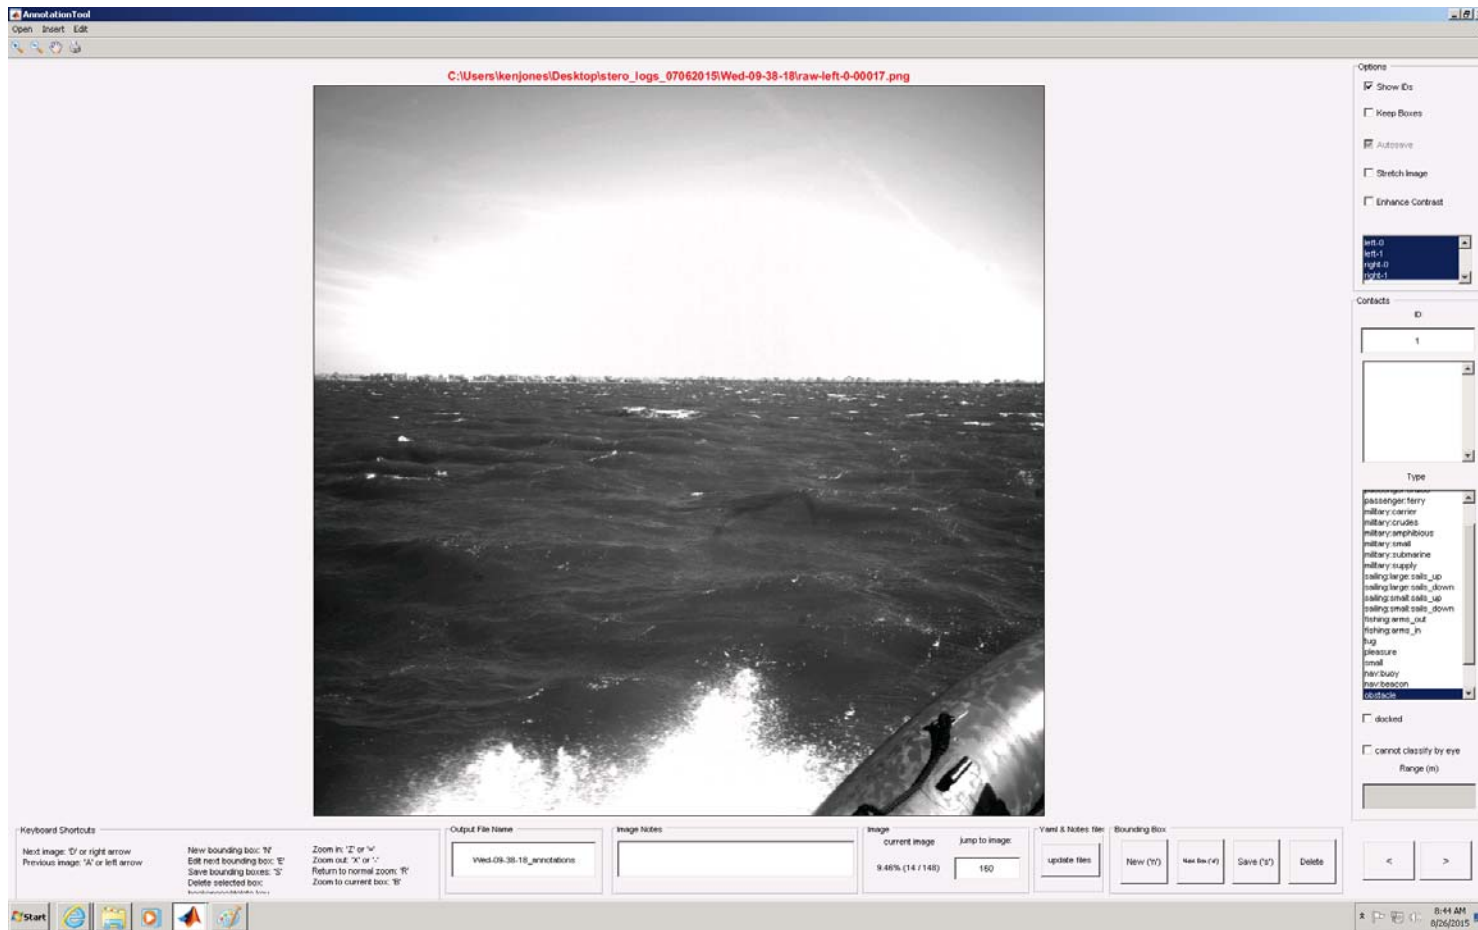 AnnotationTool
Open Insert Edit
C:\Users\kenjones\Desktop\stero_logs_07062015\Wed-09-38-18\raw-left-0-00017.png
Options
Show IDs
Keep Boxes
Autosave
Stretch Image
Enhance Contrast
left-0
left-1
right-0
right-1
Contacts
ID
1
Type
passenger:ferry
military:carrier
military:crudes
military:amphibious
military:small
military:submarine
military:supply
sailing:large:sails_up
sailing:large:sails_down
sailing:small:sails_up
sailing:small:sails_down
fishing:arms_out
fishing:arms_in
tug
pleasure
small
nav:buoy
nav:beacon
obstacle
docked
cannot classify by eye
Range (m)
Keyboard Shortcuts
Next image: 'D' or right arrow
Previous image: 'A' or left arrow
New bounding box: 'N'
Edit next bounding box: 'E'
Save bounding boxes: 'S'
Delete selected box:
backspace/delete key
Zoom in: 'Z' or '='
Zoom out: 'X' or '-'
Return to normal zoom: 'R'
Zoom to current box: 'B'
Output File Name
Wed-09-38-18_annotations
Image Notes
Image
current image
9.46% (14 / 148)
jump to image:
160
Yaml & Notes files
update files
Bounding Box
New ('n')
Next Box ('e')
Save ('s')
Delete
<
>
Start
8:44 AM
8/26/2015